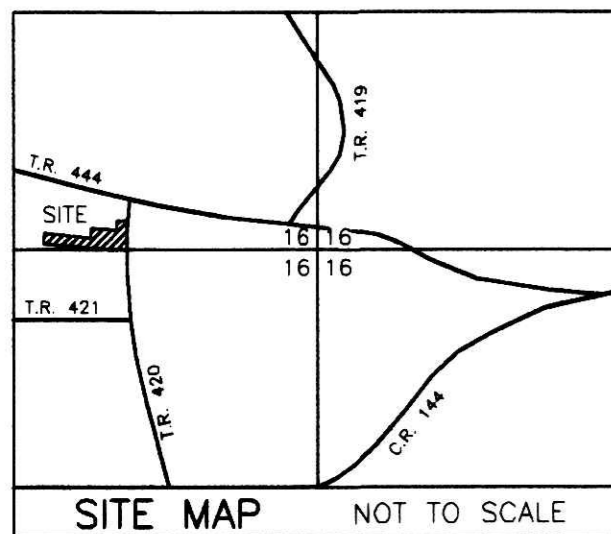 T.R. 419
T.R. 444
SITE
16 16
16 16
T.R. 421
T.R. 420
C.R. 144
SITE MAP
NOT TO SCALE